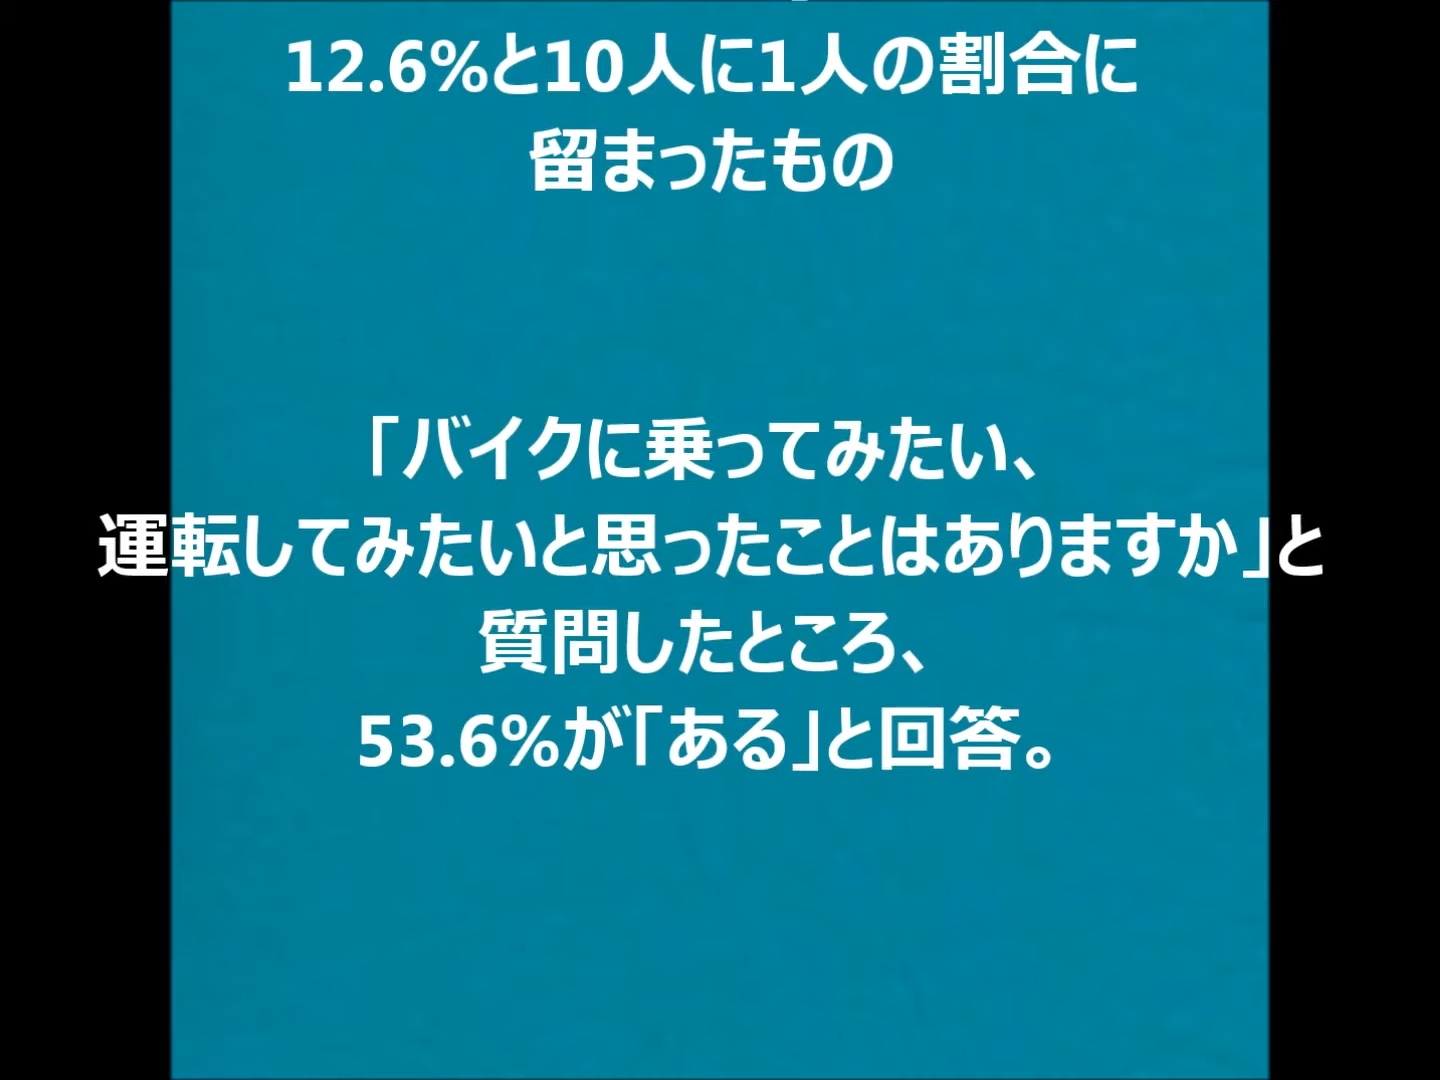 12.6%と10人に1人の割合に
留まったもの
「バイクに乗ってみたい、
運転してみたいと思ったことはありますか」と
質問したところ、
53.6%が「ある」と回答。